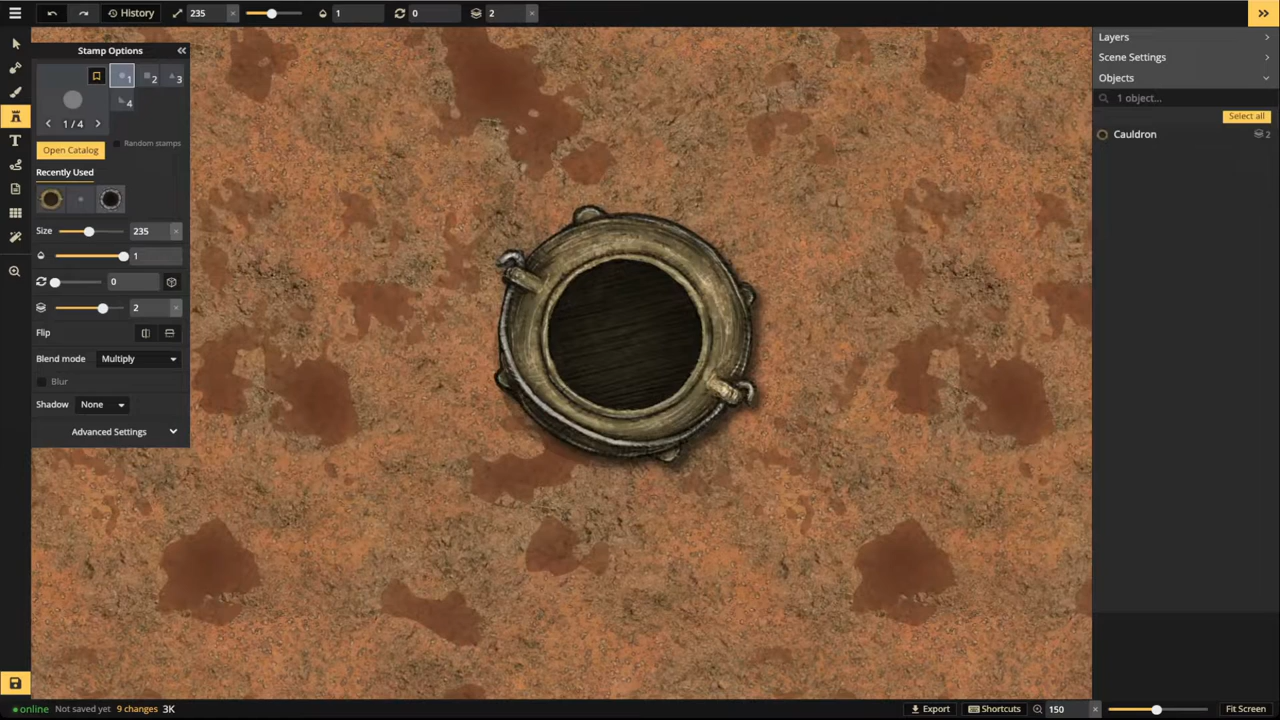 History 235 × 1 0 2 ×
Stamp Options
1 2 3
4
1 / 4
Open Catalog Random stamps
Recently Used
Size 235 ×
1
0
2 ×
Flip
Blend mode Multiply
Blur
Shadow None
Advanced Settings
Layers
Scene Settings
Objects
1 object...
Select all
Cauldron 2
online Not saved yet 9 changes 3K Export Shortcuts 150 × Fit Screen